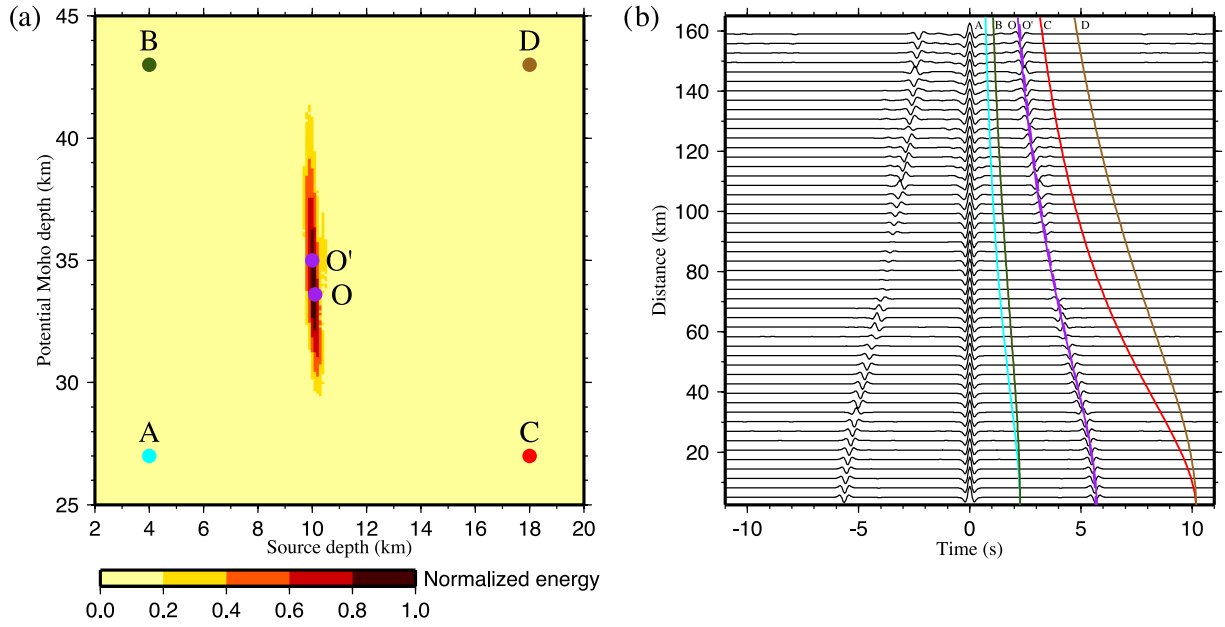 (a)
B
D
O'
O
A
C
45
40
35
30
25
Potential Moho depth (km)
2 4 6 8 10 12 14 16 18 20
Source depth (km)
Normalized energy
0.0 0.2 0.4 0.6 0.8 1.0
(b)
A B O O' C D
160
140
120
100
80
60
40
20
Distance (km)
-10 -5 0 5 10
Time (s)